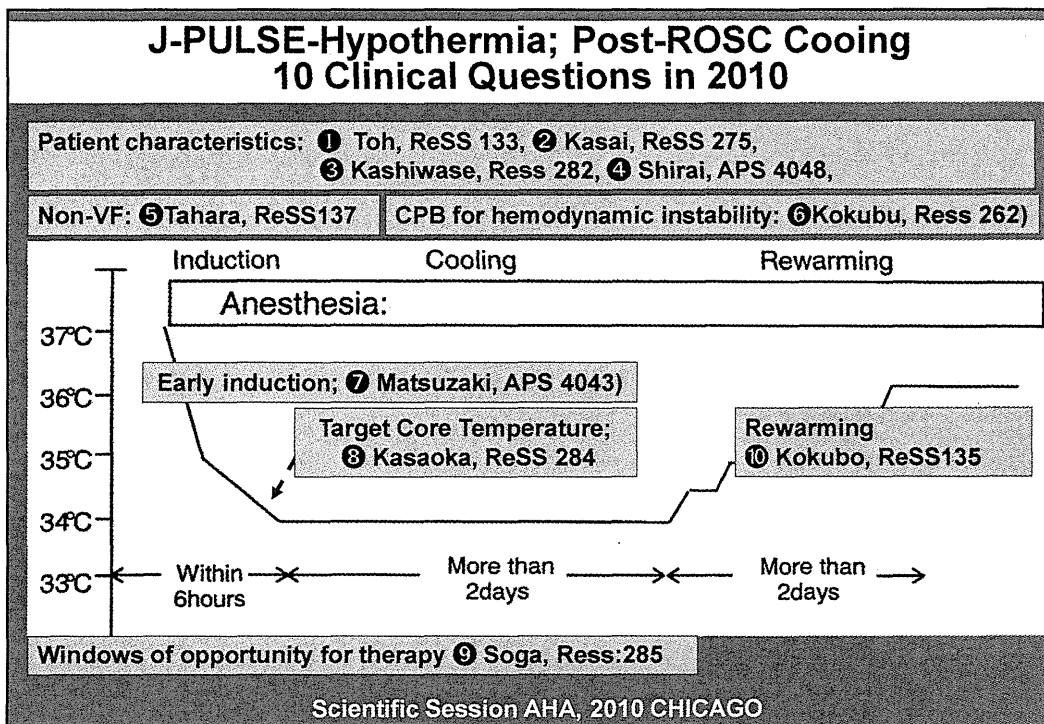 J-PULSE-Hypothermia; Post-ROSC Cooing
10 Clinical Questions in 2010
Patient characteristics: ❶ Toh, ReSS 133, ❷ Kasai, ReSS 275,
❸ Kashiwase, Ress 282, ❹ Shirai, APS 4048,
Non-VF: ❺Tahara, ReSS137
CPB for hemodynamic instability: ❻Kokubu, Ress 262)
Induction Cooling Rewarming
Anesthesia:
37°C
Early induction; ❼ Matsuzaki, APS 4043)
36°C
Target Core Temperature;
❽ Kasaoka, ReSS 284
Rewarming
❿ Kokubo, ReSS135
35°C
34°C
33°C
Within
6hours
More than
2days
More than
2days
Windows of opportunity for therapy ❾ Soga, Ress:285
Scientific Session AHA, 2010 CHICAGO